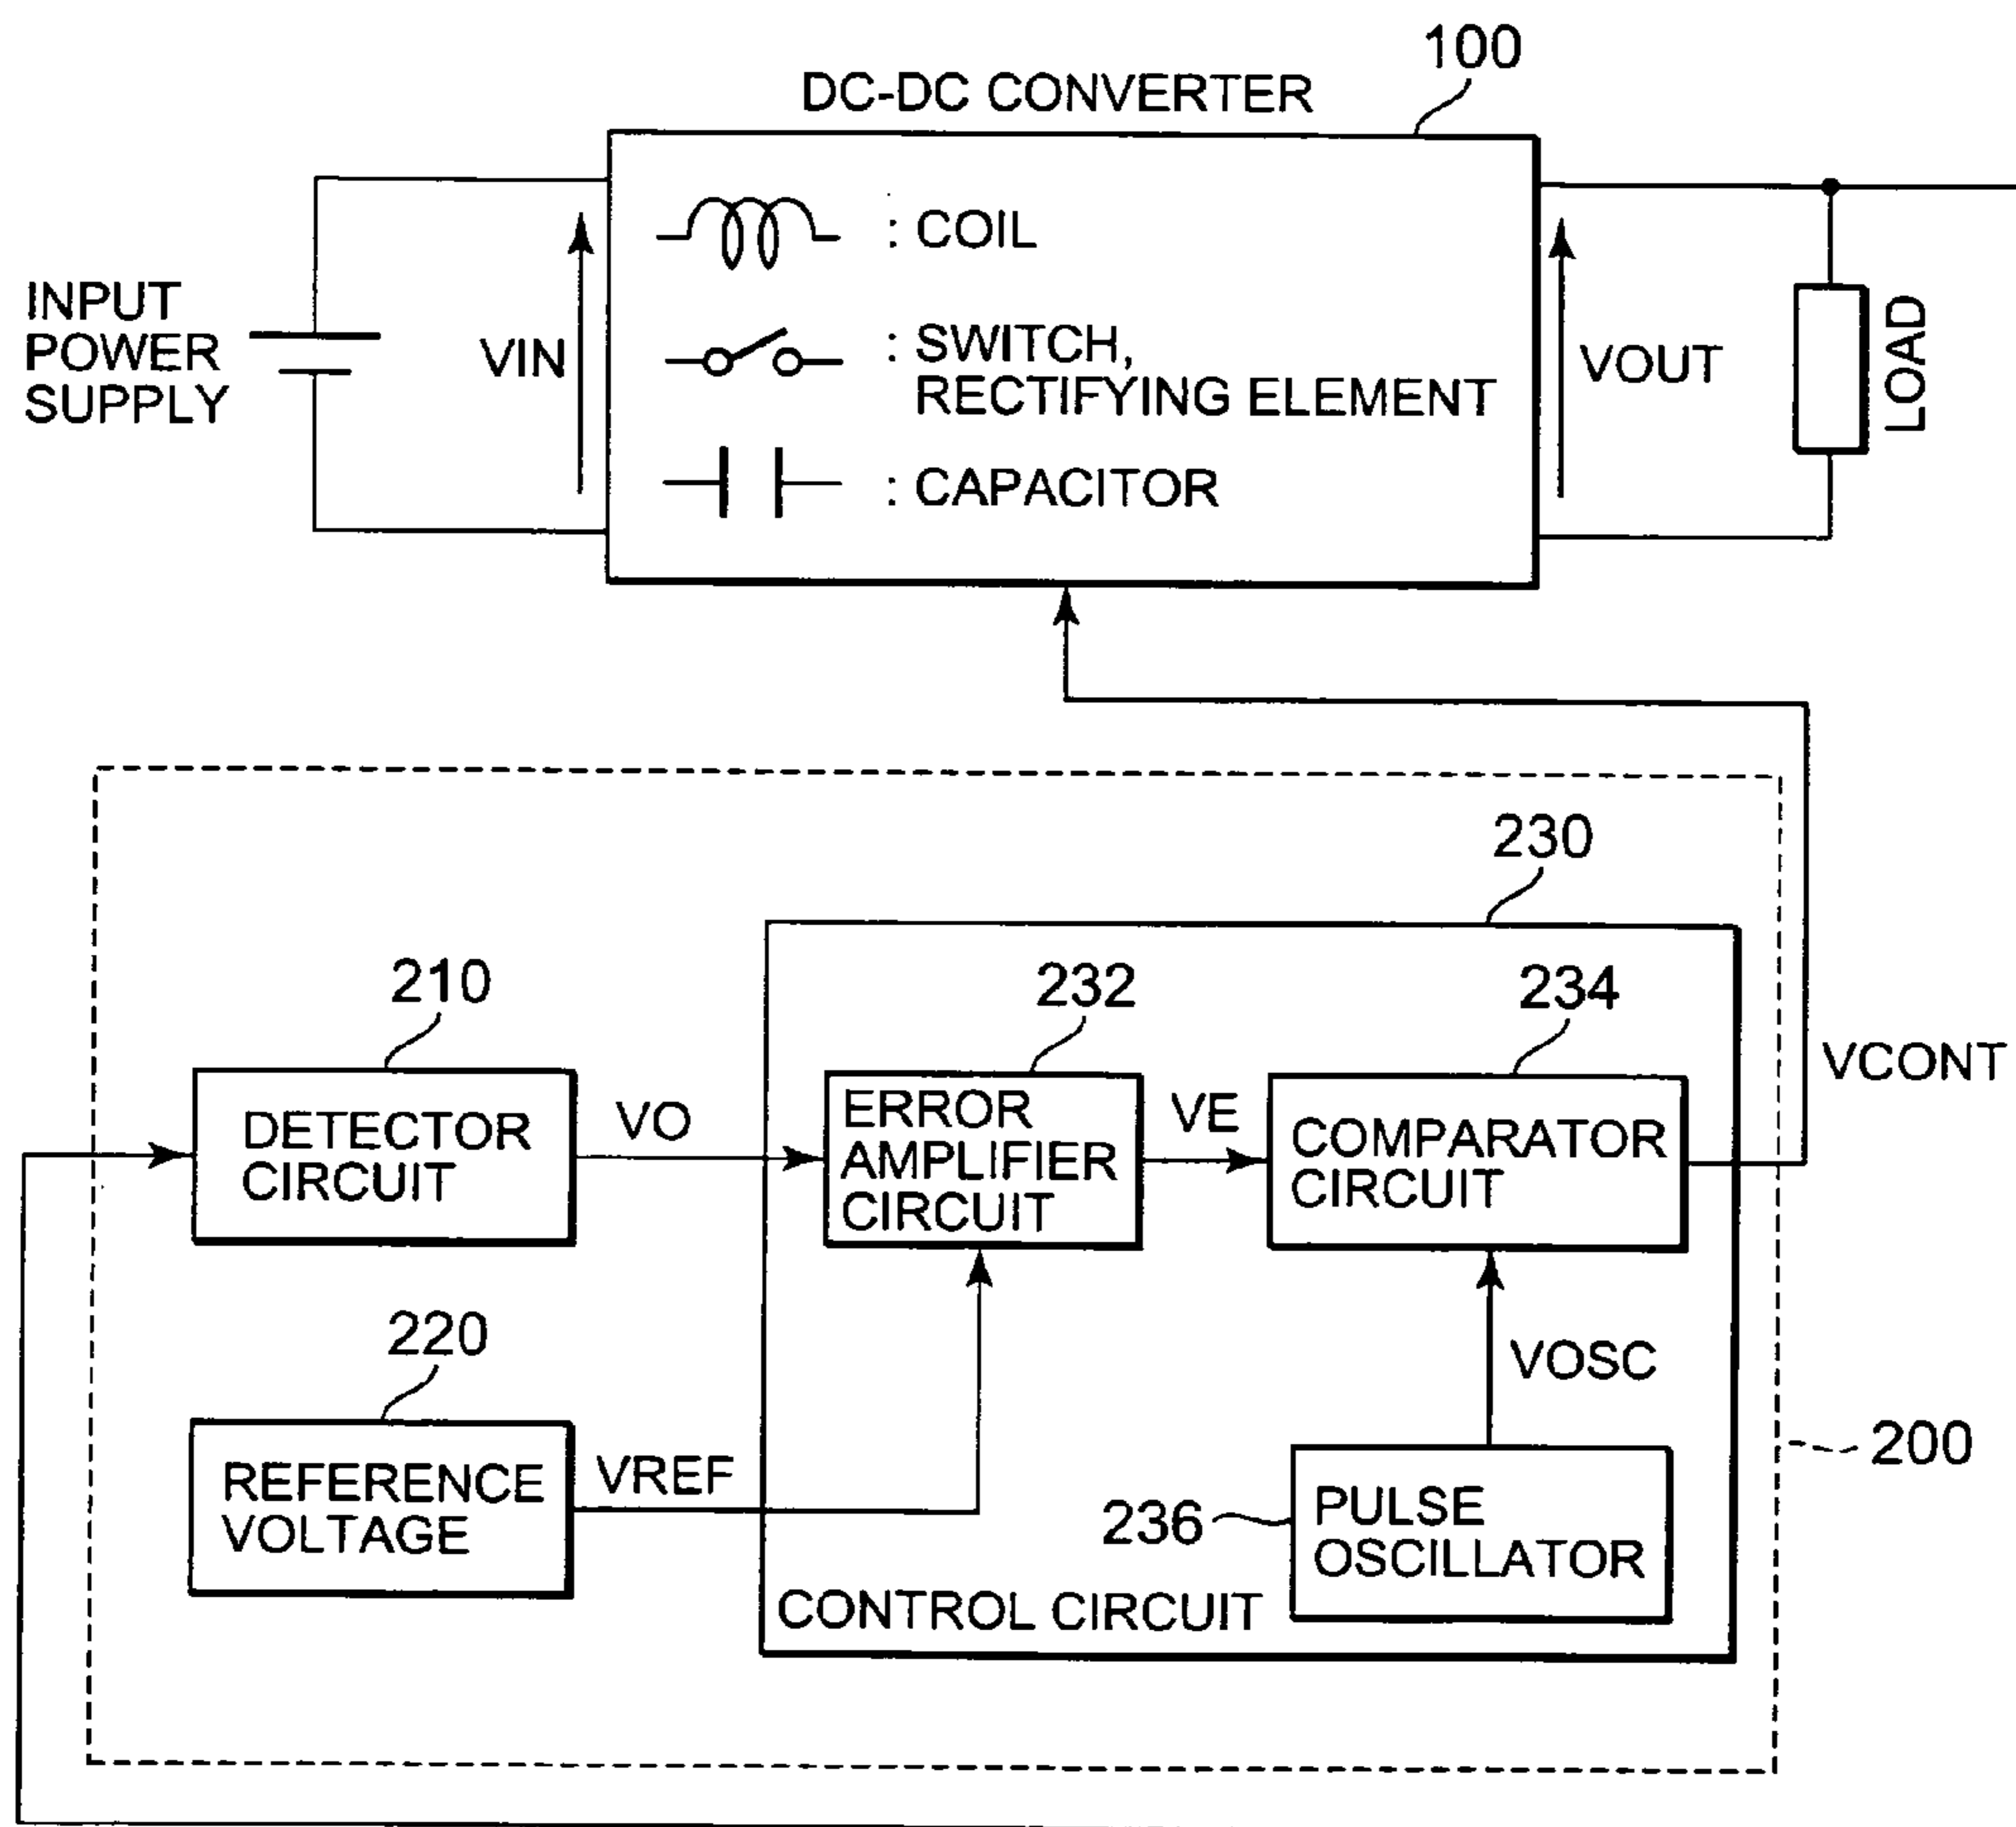 100
DC-DC CONVERTER
: COIL
INPUT
POWER
SUPPLY
VIN
: SWITCH,
RECTIFYING ELEMENT
: CAPACITOR
VOUT
LOAD
230
210
232
234
VCONT
DETECTOR
CIRCUIT
VO
ERROR
AMPLIFIER
CIRCUIT
VE
COMPARATOR
CIRCUIT
220
VOSC
200
REFERENCE
VOLTAGE
VREF
236
PULSE
OSCILLATOR
CONTROL CIRCUIT